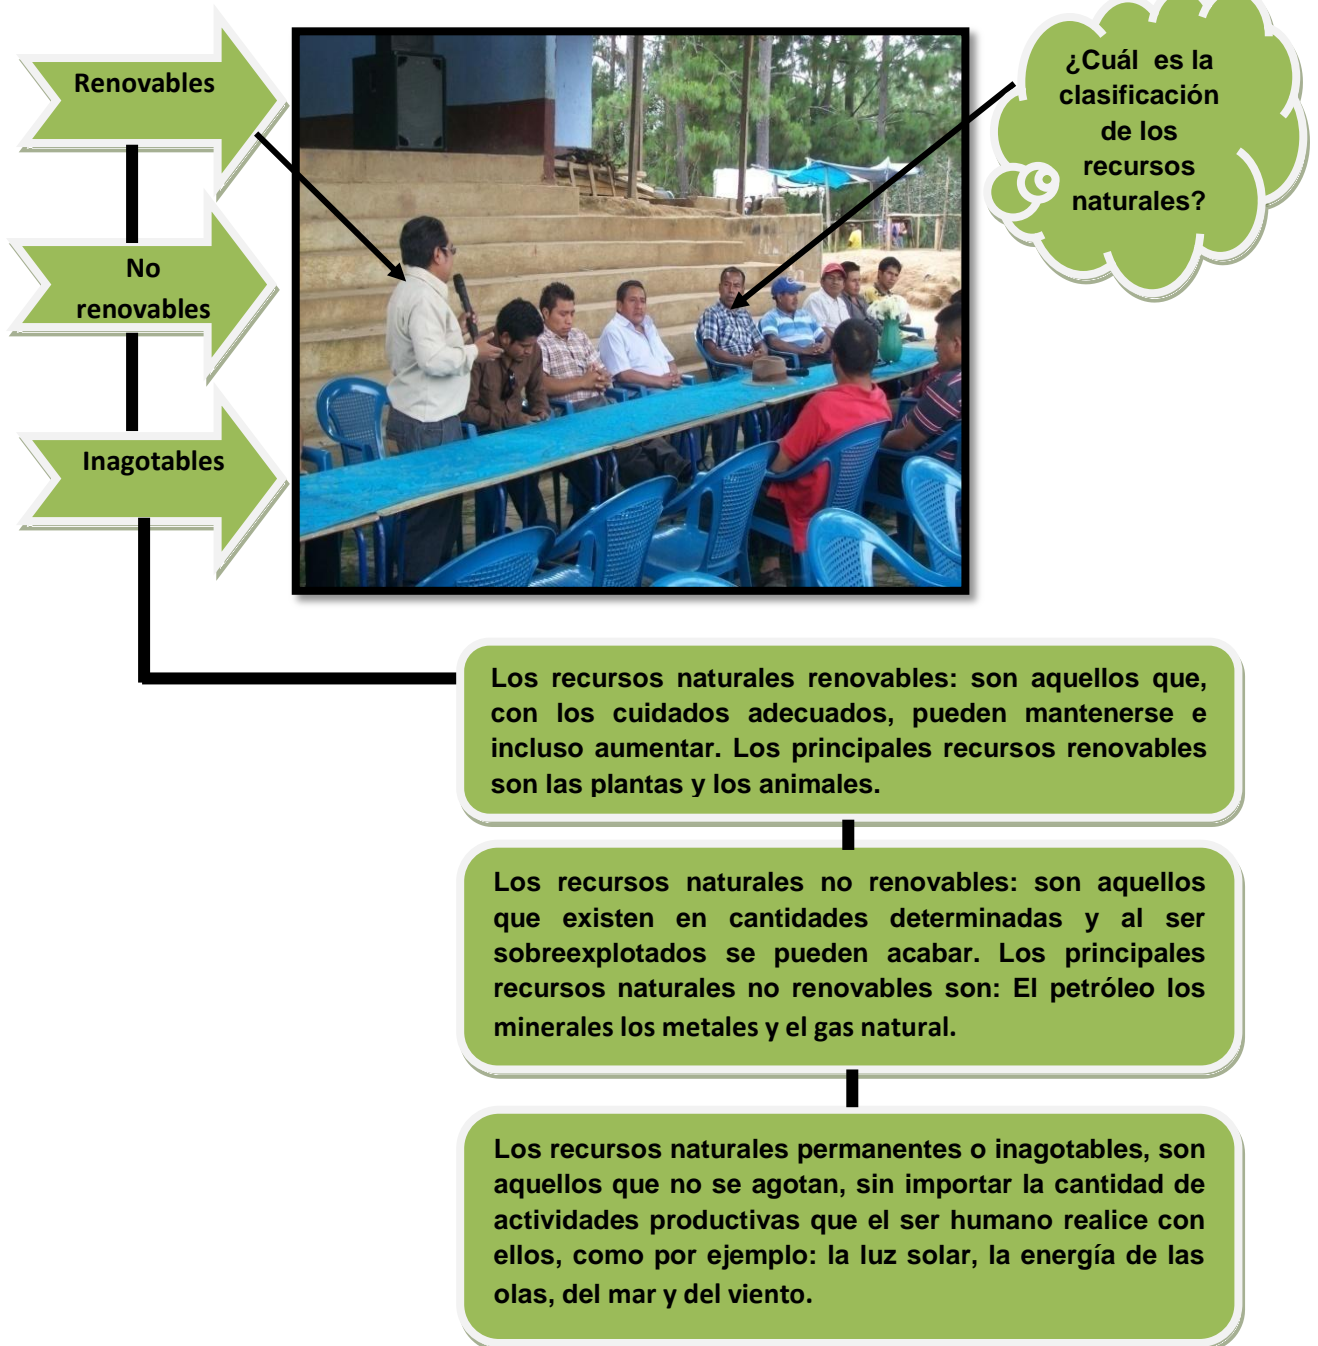 Renovables
No
renovables
Inagotables
¿Cuál es la
clasificación
de los
recursos
naturales?
Los recursos naturales renovables: son aquellos que,
con los cuidados adecuados, pueden mantenerse e
incluso aumentar. Los principales recursos renovables
son las plantas y los animales.
Los recursos naturales no renovables: son aquellos
que existen en cantidades determinadas y al ser
sobreexplotados se pueden acabar. Los principales
recursos naturales no renovables son: El petróleo los
minerales los metales y el gas natural.
Los recursos naturales permanentes o inagotables, son
aquellos que no se agotan, sin importar la cantidad de
actividades productivas que el ser humano realice con
ellos, como por ejemplo: la luz solar, la energía de las
olas, del mar y del viento.